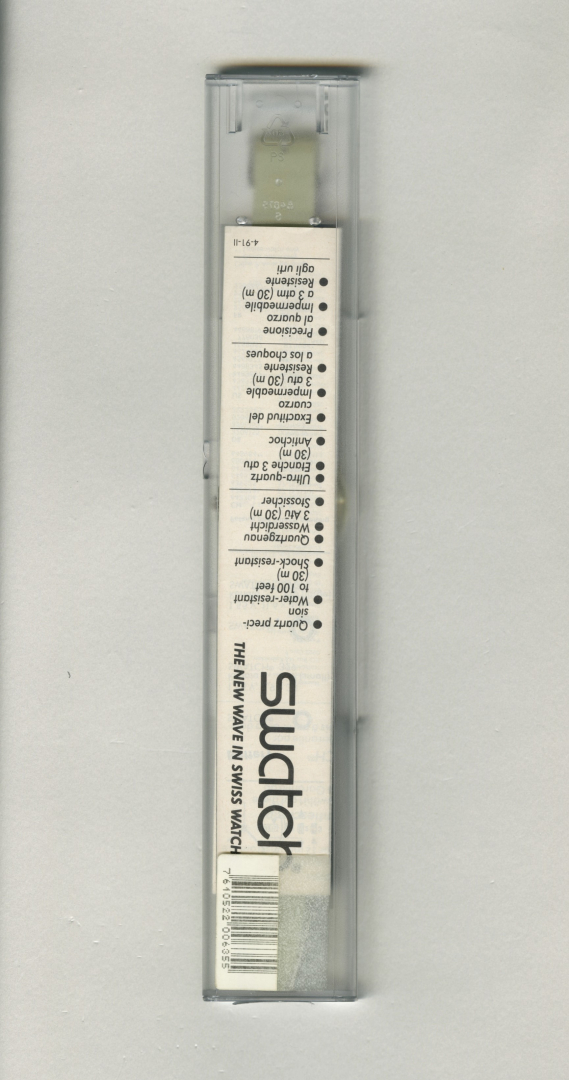 swatch
THE NEW WAVE IN SWISS WATCH
● Quartz preci-
sion
● Water-resistant
to 100 feet
(30 m)
● Shock-resistant
● Quartzgenau
● Wasserdicht
3 Atü (30 m)
● Stossicher
● Ultra-quartz
● Etanche 3 atu
(30 m)
● Antichoc
● Exactitud del
cuarzo
● Impermeable
3 atu (30 m)
● Resistente
a los choques
● Precisione
al quarzo
● Impermeabile
a 3 atm (30 m)
● Resistente
agli urti
4-91-II
7 610522 006355